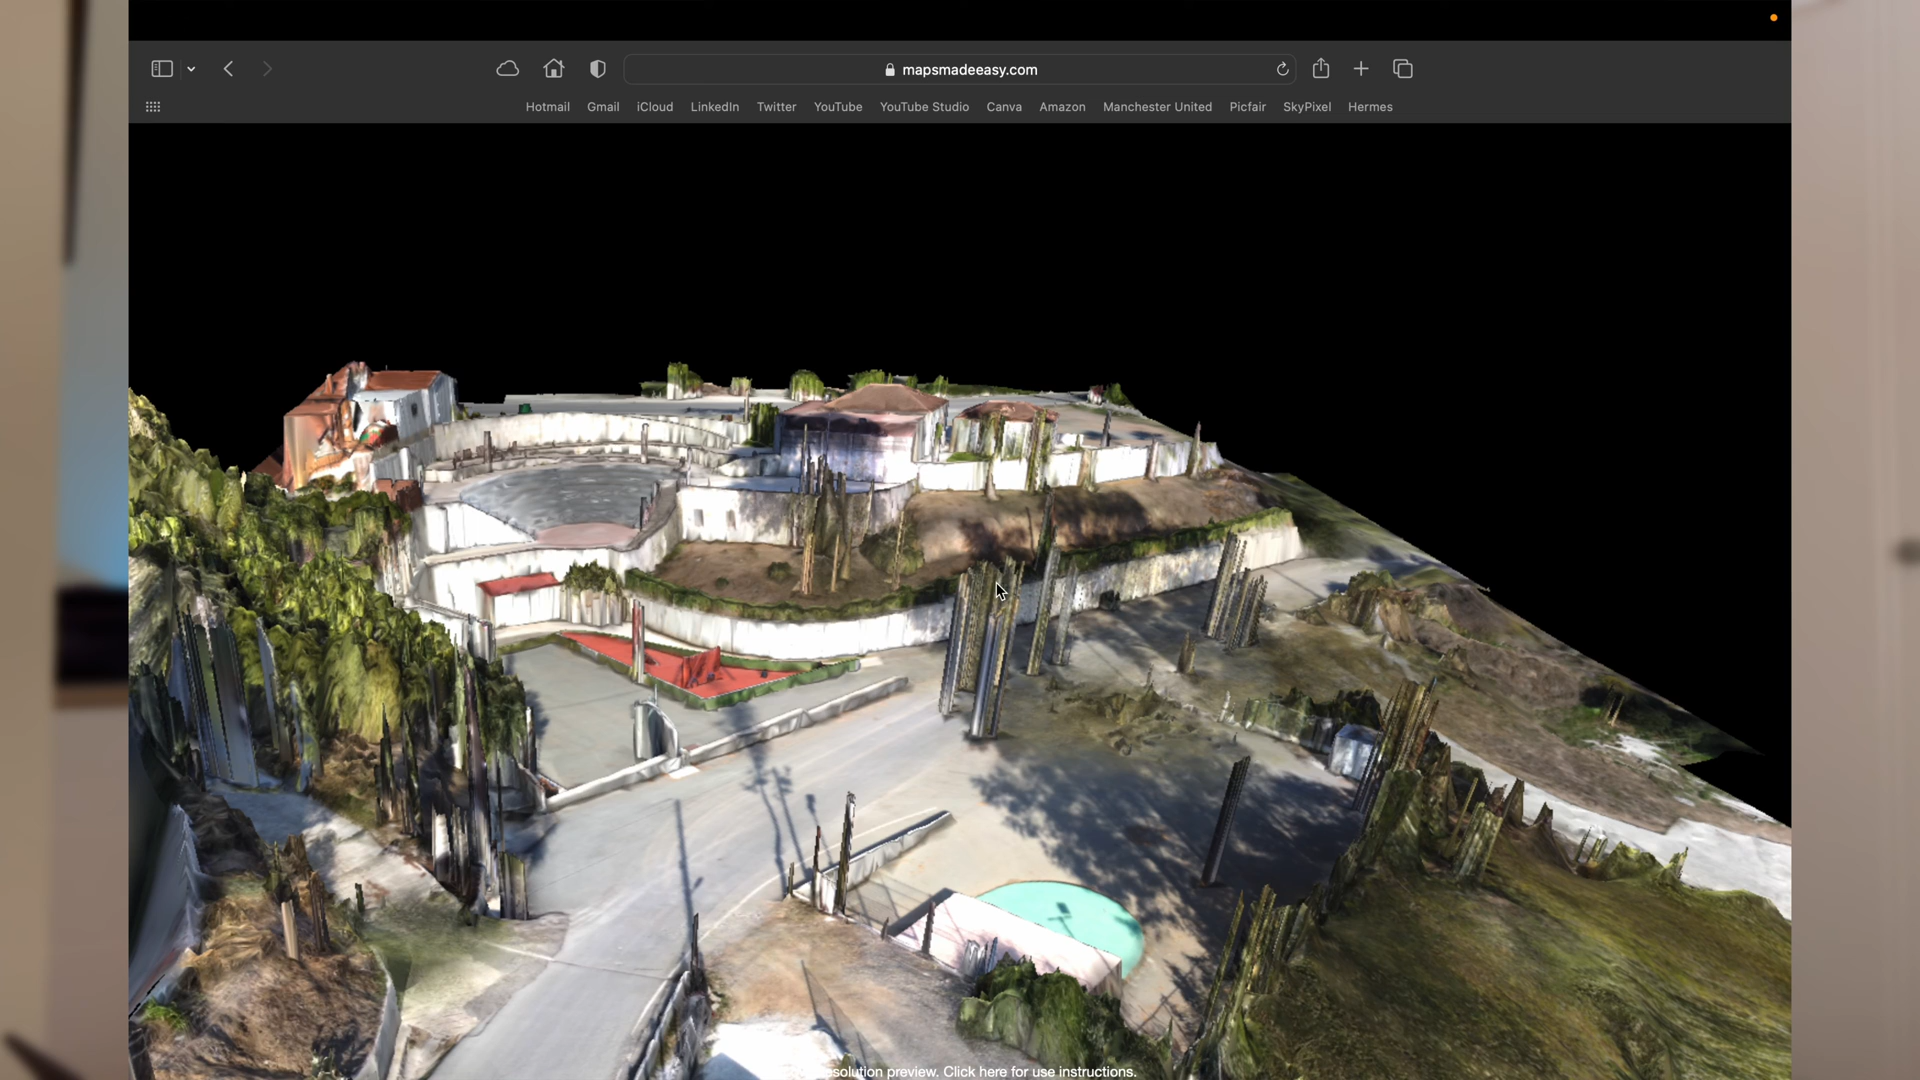 mapsmadeeasy.com
Hotmail Gmail iCloud LinkedIn Twitter YouTube YouTube Studio Canva Amazon Manchester United Picfair SkyPixel Hermes
preview. Click here for use instructions.